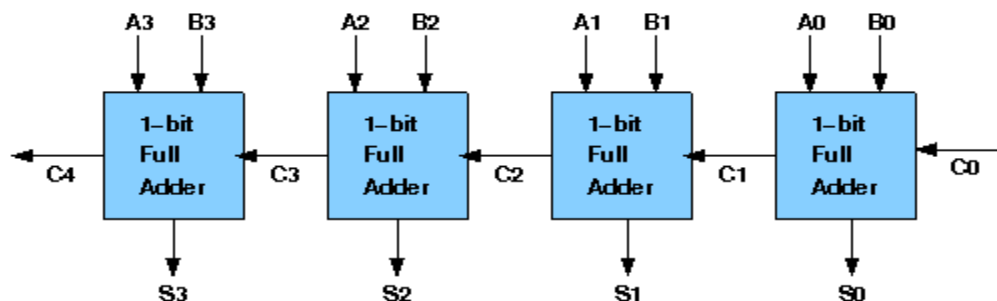 A3 B3 A2 B2 A1 B1 A0 B0
1-bit
Full
Adder
1-bit
Full
Adder
1-bit
Full
Adder
1-bit
Full
Adder
C4 C3 C2 C1 C0
S3 S2 S1 S0